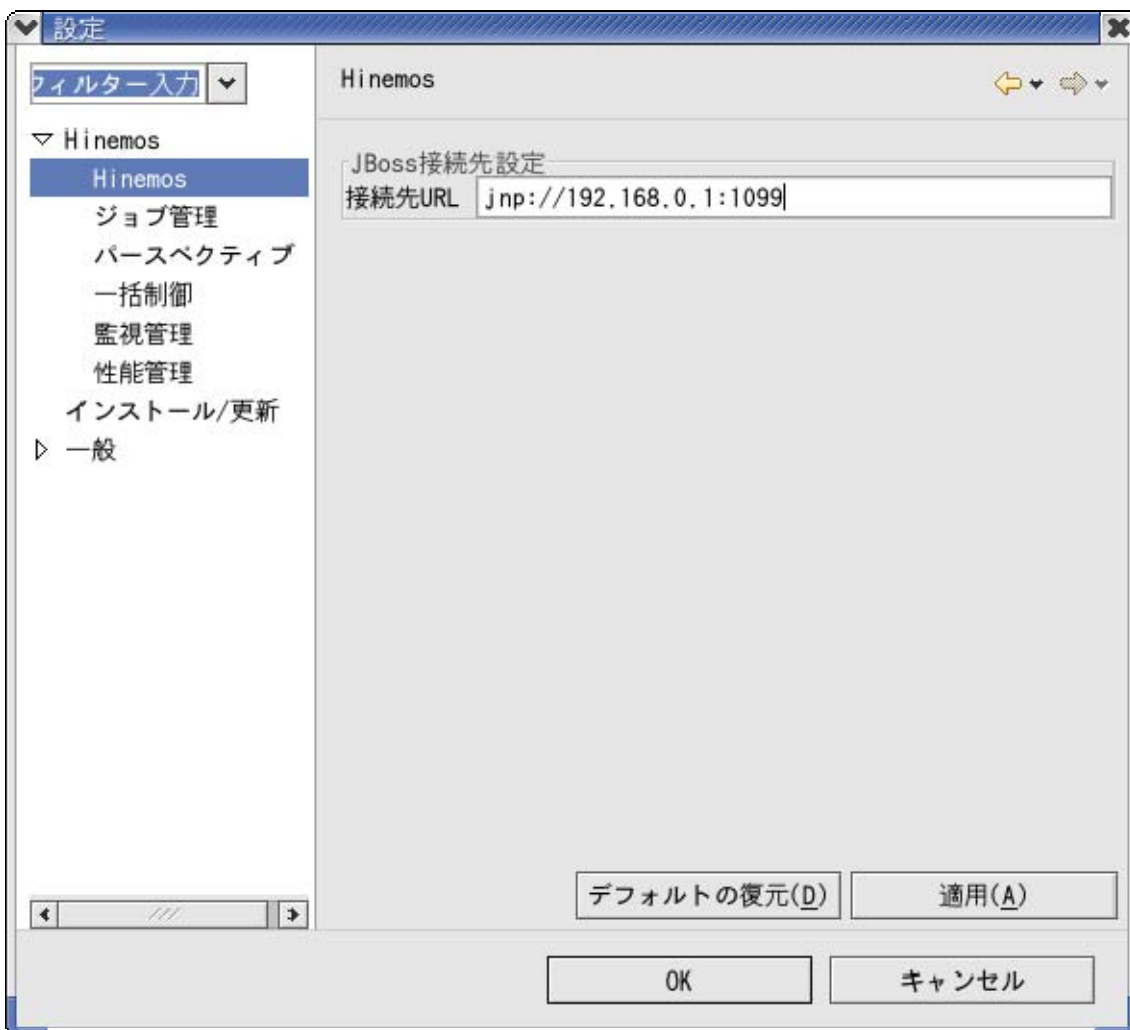 設定
フィルター入力
Hinemos
Hinemos
ジョブ管理
パースペクティブ
一括制御
監視管理
性能管理
インストール/更新
一般
Hinemos
JBoss接続先設定
接続先URL jnp://192.168.0.1:1099
デフォルトの復元(D) 適用(A)
OK キャンセル